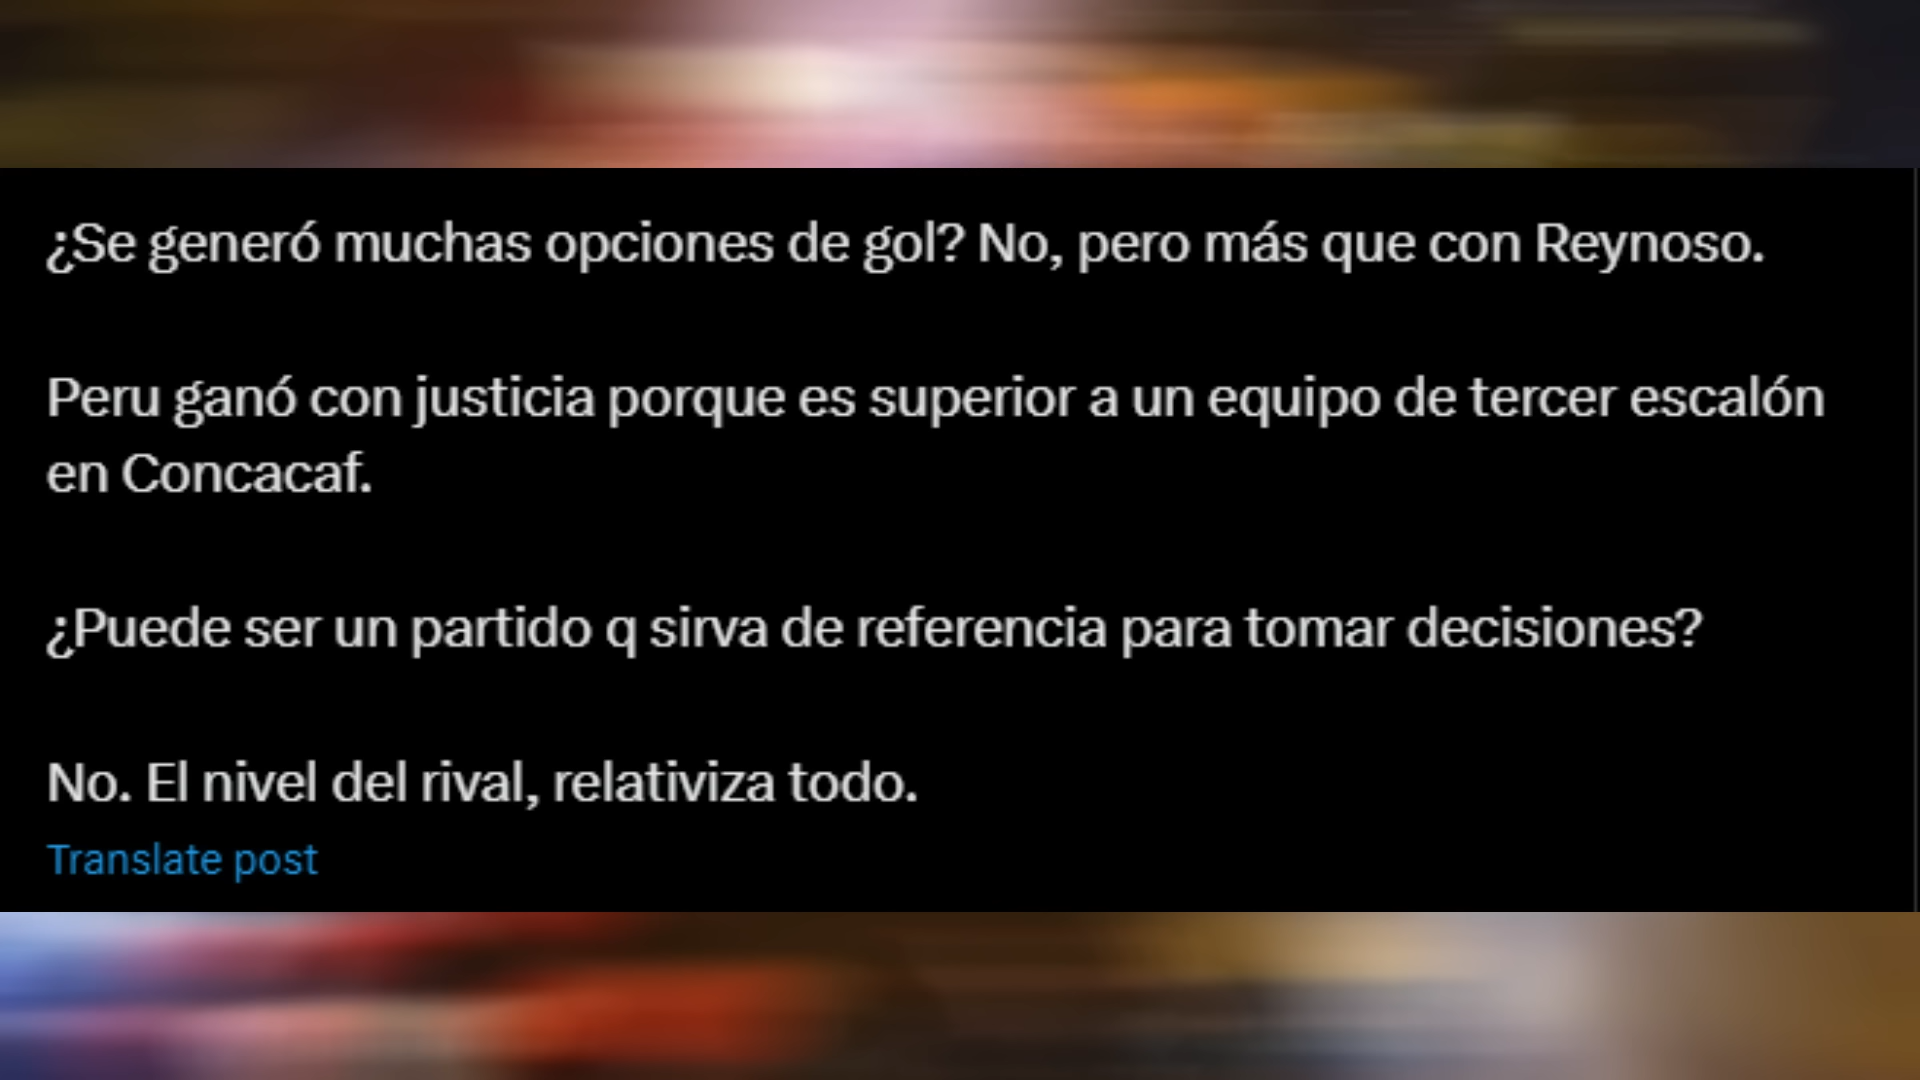 ¿Se generó muchas opciones de gol? No, pero más que con Reynoso.
Peru ganó con justicia porque es superior a un equipo de tercer escalón
en Concacaf.
¿Puede ser un partido q sirva de referencia para tomar decisiones?
No. El nivel del rival, relativiza todo.
Translate post